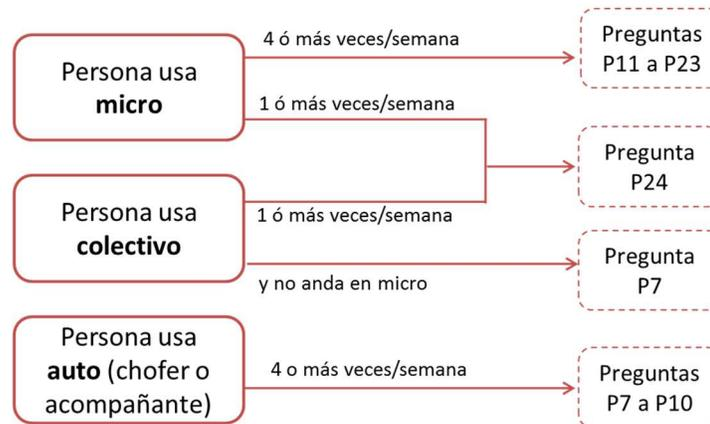 Persona usa
micro
4 ó más veces/semana
Preguntas
P11 a P23
1 ó más veces/semana
Pregunta
P24
Persona usa
colectivo
1 ó más veces/semana
y no anda en micro
Pregunta
P7
Persona usa
auto (chofer o
acompañante)
4 o más veces/semana
Preguntas
P7 a P10